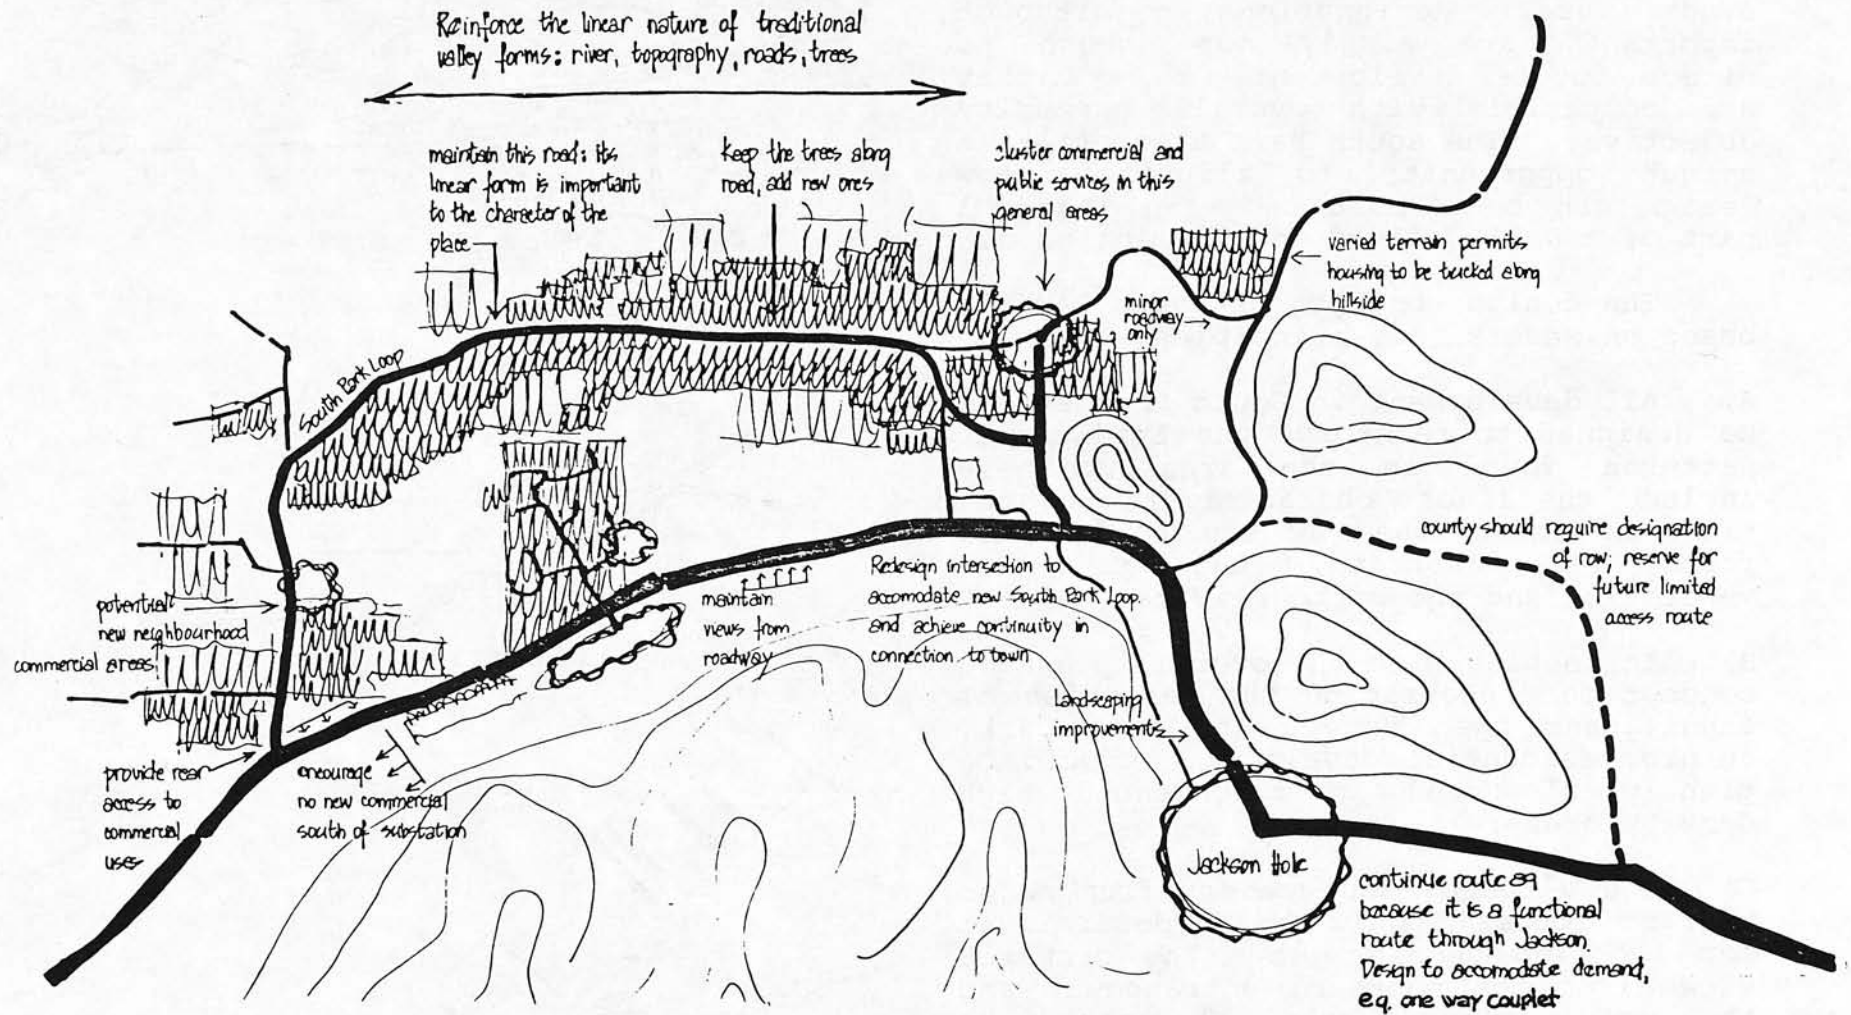 Reinforce the linear nature of traditional
valley forms: river, topography, roads, trees
maintain this road: its
linear form is important
to the character of the
place
Keep the trees along
road, add new ones
cluster commercial and
public services in this
general areas
varied terrain permits
housing to be tucked along
hillside
minor
roadway
only
South Park Loop
county should require designation
of row; reserve for
future limited
access route
potential
new neighbourhood
commercial areas
maintain
views from
roadway
Redesign intersection to
accomodate new South Park Loop
and achieve continuity in
connection to town
Landscaping
improvements
provide rear
access to
commercial
uses
encourage
no new commercial
south of substation
Jackson Hole
continue route 89
because it is a functional
route through Jackson.
Design to accomodate demand,
eg. one way couplet